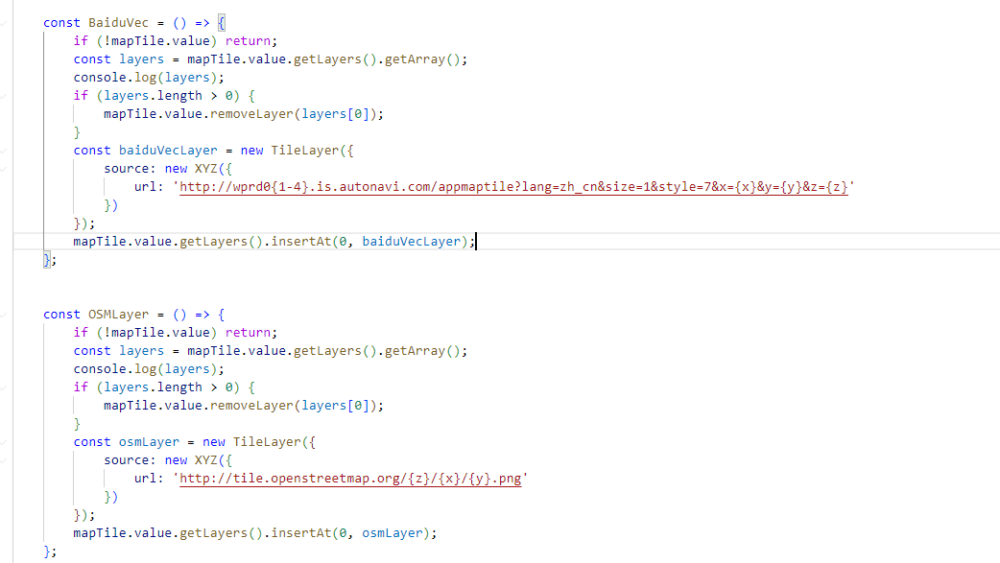 const BaiduVec = () => {
    if (!mapTile.value) return;
    const layers = mapTile.value.getLayers().getArray();
    console.log(layers);
    if (layers.length > 0) {
        mapTile.value.removeLayer(layers[0]);
    }
    const baiduVecLayer = new TileLayer({
        source: new XYZ({
            url: 'http://wprd0{1-4}.is.autonavi.com/appmaptile?lang=zh_cn&size=1&style=7&x={x}&y={y}&z={z}'
        })
    });
    mapTile.value.getLayers().insertAt(0, baiduVecLayer);
};
const OSMLayer = () => {
    if (!mapTile.value) return;
    const layers = mapTile.value.getLayers().getArray();
    console.log(layers);
    if (layers.length > 0) {
        mapTile.value.removeLayer(layers[0]);
    }
    const osmLayer = new TileLayer({
        source: new XYZ({
            url: 'http://tile.openstreetmap.org/{z}/{x}/{y}.png'
        })
    });
    mapTile.value.getLayers().insertAt(0, osmLayer);
};